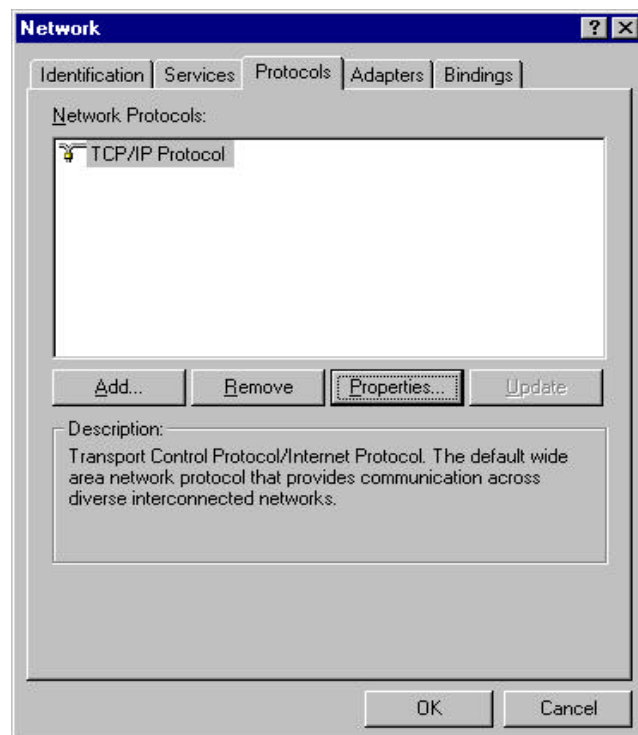 Network
Identification Services Protocols Adapters Bindings
Network Protocols:
TCP/IP Protocol
Add... Remove Properties... Update
Description:
Transport Control Protocol/Internet Protocol. The default wide
area network protocol that provides communication across
diverse interconnected networks.
OK Cancel